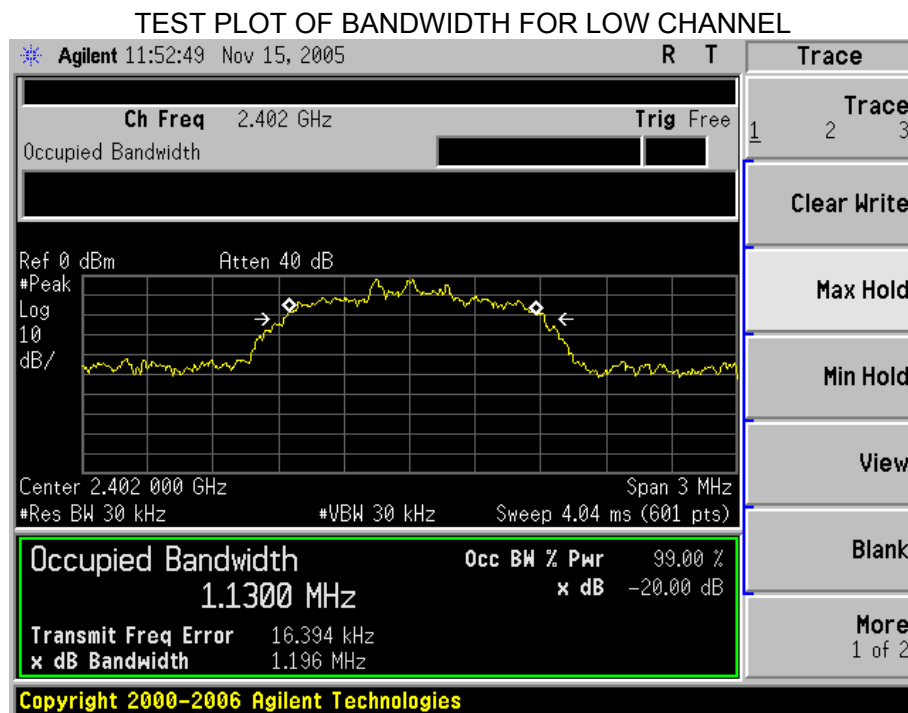 TEST PLOT OF BANDWIDTH FOR LOW CHANNEL
Agilent 11:52:49 Nov 15, 2005 R T
Ch Freq 2.402 GHz Trig Free
Occupied Bandwidth
Ref 0 dBm Atten 40 dB
#Peak
Log
10
dB/
Center 2.402 000 GHz Span 3 MHz
#Res BW 30 kHz #VBW 30 kHz Sweep 4.04 ms (601 pts)
Occupied Bandwidth Occ BW % Pwr 99.00 %
1.1300 MHz x dB -20.00 dB
Transmit Freq Error 16.394 kHz
x dB Bandwidth 1.196 MHz
Copyright 2000-2006 Agilent Technologies
Trace
Trace
1 2 3
Clear Write
Max Hold
Min Hold
View
Blank
More
1 of 2